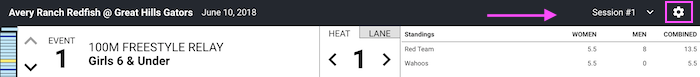 Avery Ranch Redfish @ Great Hills Gators June 10, 2018 Session #1
EVENT
1
100M FREESTYLE RELAY
Girls 6 & Under
HEAT LANE
1
Standings WOMEN MEN COMBINED
Red Team 5.5 8 13.5
Wahoos 5.5 0 5.5